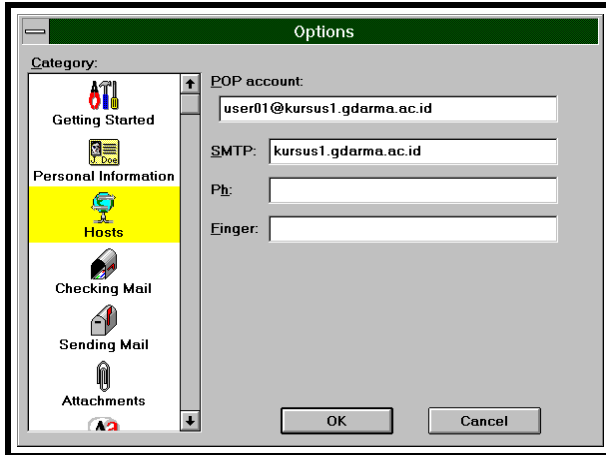 Options
Category:
Getting Started
J. Doe
Personal Information
Hosts
Checking Mail
Sending Mail
Attachments
Aa
POP account:
user01@kursus1.gdarma.ac.id
SMTP: kursus1.gdarma.ac.id
Ph:
Finger:
OK
Cancel